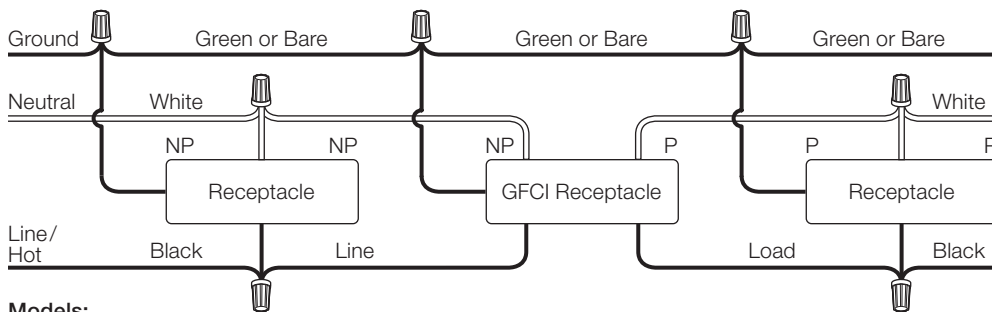 Ground Green or Bare Green or Bare Green or Bare
Neutral White White
NP NP NP P P
Receptacle GFCI Receptacle Receptacle
Line/
Hot Black Line Load Black
Models: